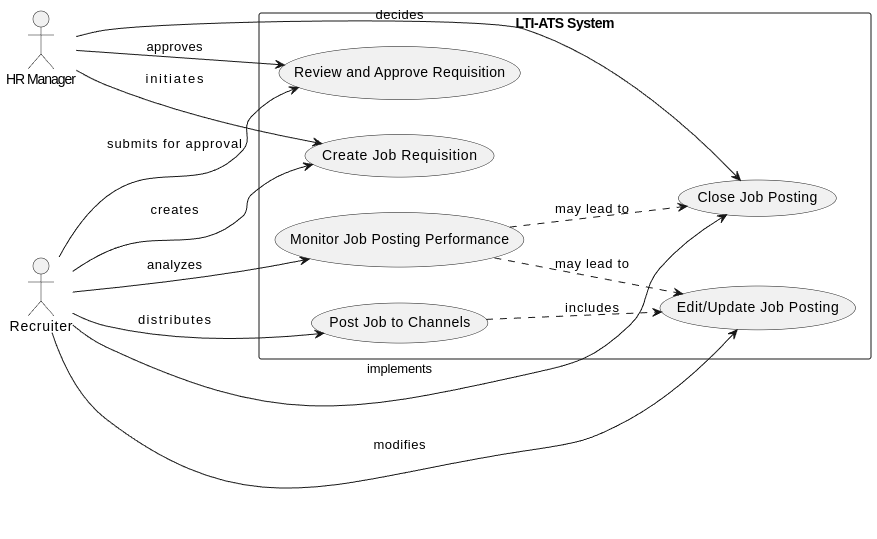 decides
LTI-ATS System
approves
Review and Approve Requisition
HR Manager
initiates
submits for approval
Create Job Requisition
Close Job Posting
creates
may lead to
Monitor Job Posting Performance
analyzes
may lead to
includes
Edit/Update Job Posting
Recruiter
distributes
Post Job to Channels
implements
modifies